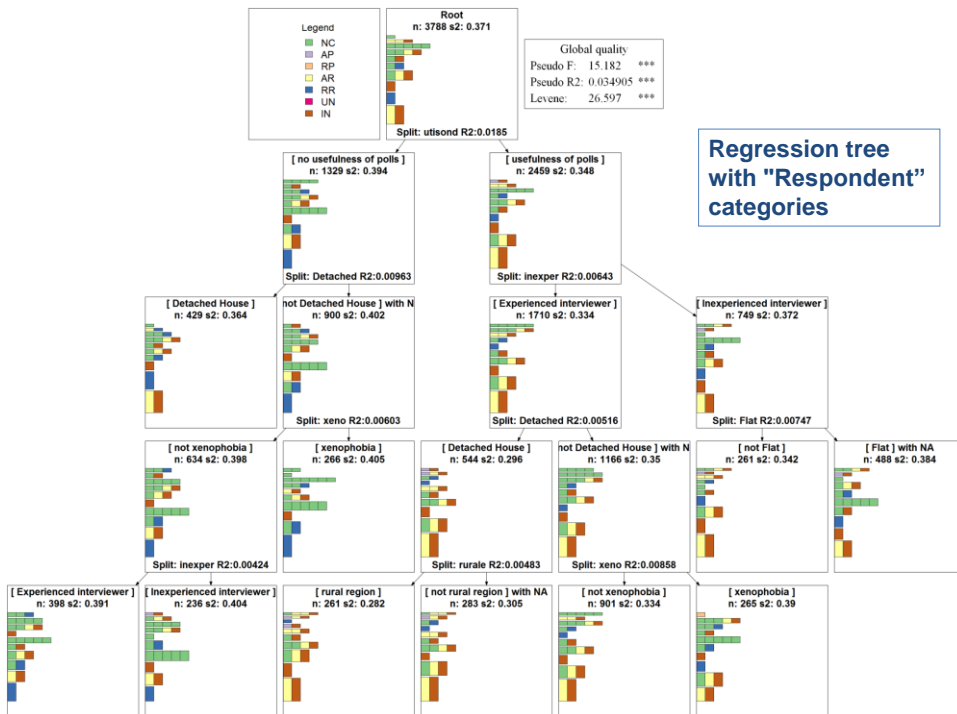 Root
n: 3788 s2: 0.371
Split: utisond R2:0.0185
Legend
NC
AP
RP
AR
RR
UN
IN
Global quality
Pseudo F: 15.182 ***
Pseudo R2: 0.034905 ***
Levene: 26.597 ***
Regression tree
with "Respondent”
categories
[ no usefulness of polls ]
n: 1329 s2: 0.394
Split: Detached R2:0.00963
[ usefulness of polls ]
n: 2459 s2: 0.348
Split: inexper R2:0.00643
[ Detached House ]
n: 429 s2: 0.364
not Detached House ] with N
n: 900 s2: 0.402
Split: xeno R2:0.00603
[ Experienced interviewer ]
n: 1710 s2: 0.334
Split: Detached R2:0.00516
[ Inexperienced interviewer ]
n: 749 s2: 0.372
Split: Flat R2:0.00747
[ not xenophobia ]
n: 634 s2: 0.398
Split: inexper R2:0.00424
[ xenophobia ]
n: 266 s2: 0.405
[ Detached House ]
n: 544 s2: 0.296
Split: rurale R2:0.00483
not Detached House ] with N
n: 1166 s2: 0.35
Split: xeno R2:0.00858
[ not Flat ]
n: 261 s2: 0.342
[ Flat ] with NA
n: 488 s2: 0.384
[ Experienced interviewer ]
n: 398 s2: 0.391
[ Inexperienced interviewer ]
n: 236 s2: 0.404
[ rural region ]
n: 261 s2: 0.282
[ not rural region ] with NA
n: 283 s2: 0.305
[ not xenophobia ]
n: 901 s2: 0.334
[ xenophobia ]
n: 265 s2: 0.39